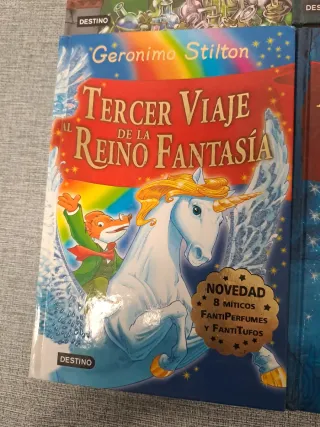 DESTINO
Geronimo Stilton
TERCER VIAJE
AL
DE LA
REINO FANTASÍA
NOVEDAD
8 MÍTICOS
FANTIPERFUMES
Y FANTITUFOS
DESTINO